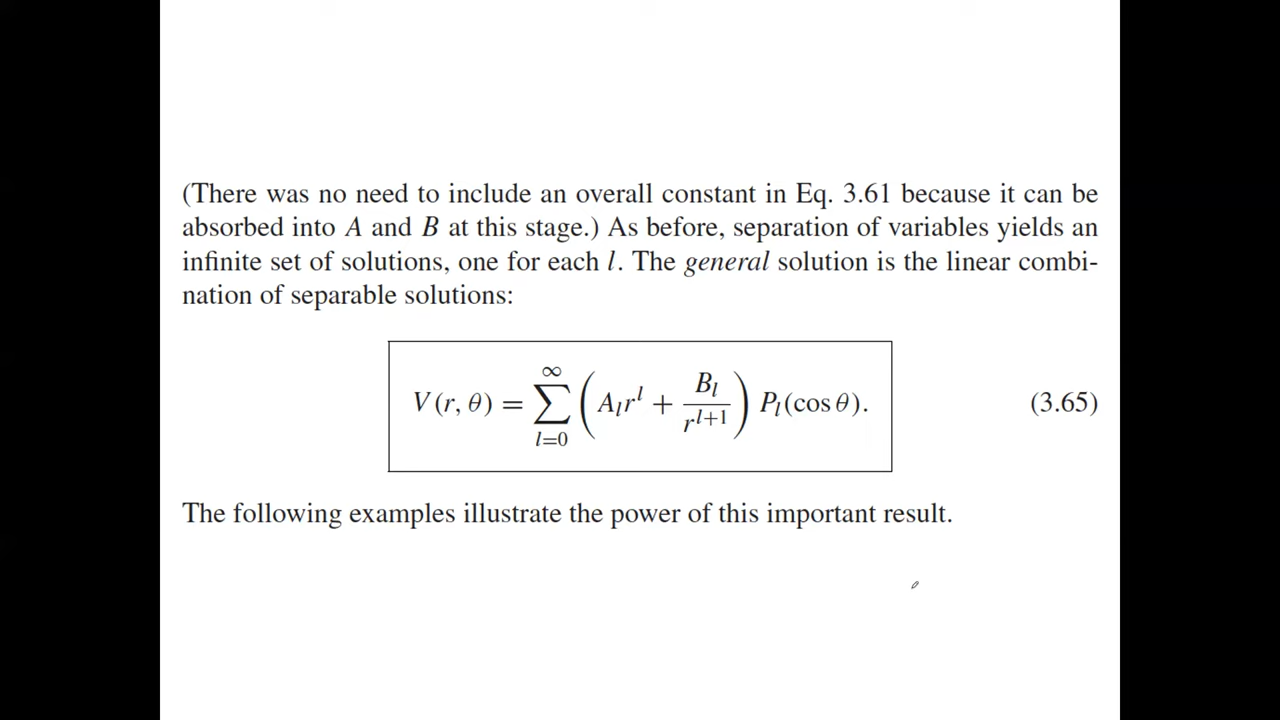 (There was no need to include an overall constant in Eq. 3.61 because it can be
absorbed into A and B at this stage.) As before, separation of variables yields an
infinite set of solutions, one for each l. The general solution is the linear combi-
nation of separable solutions:
V(r, θ) = ∑_{l=0}^{∞} (A_l r^l + B_l / r^{l+1}) P_l(cos θ). (3.65)
The following examples illustrate the power of this important result.